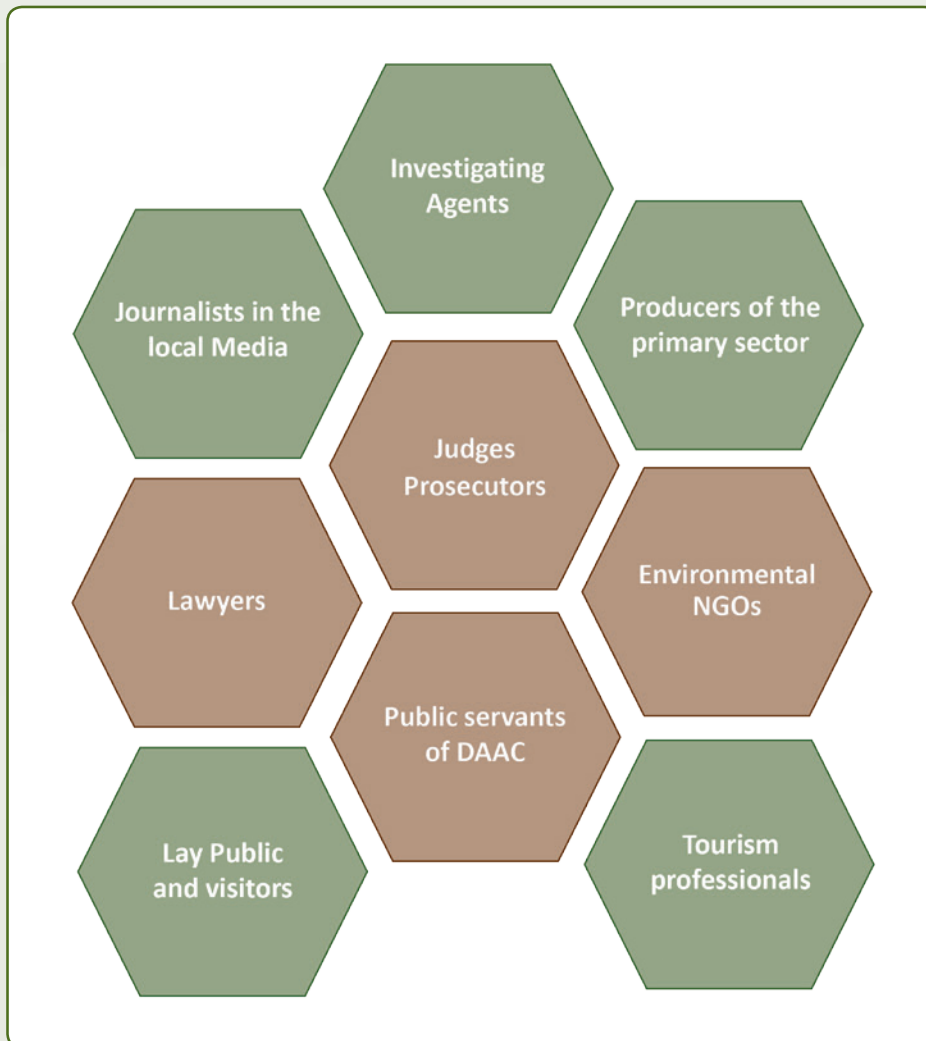 Investigating
Agents
Journalists in the
local Media
Producers of the
primary sector
Judges
Prosecutors
Lawyers
Environmental
NGOs
Public servants
of DAAC
Lay Public
and visitors
Tourism
professionals